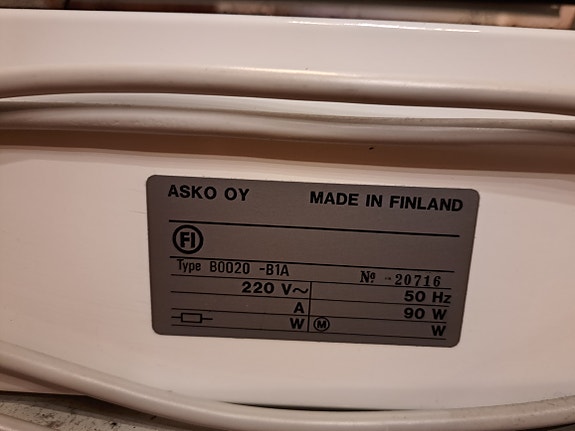 ASKO OY MADE IN FINLAND
FI
Type B0020 -B1A № -20716
220 V~ 50 Hz
A 90 W
W M W